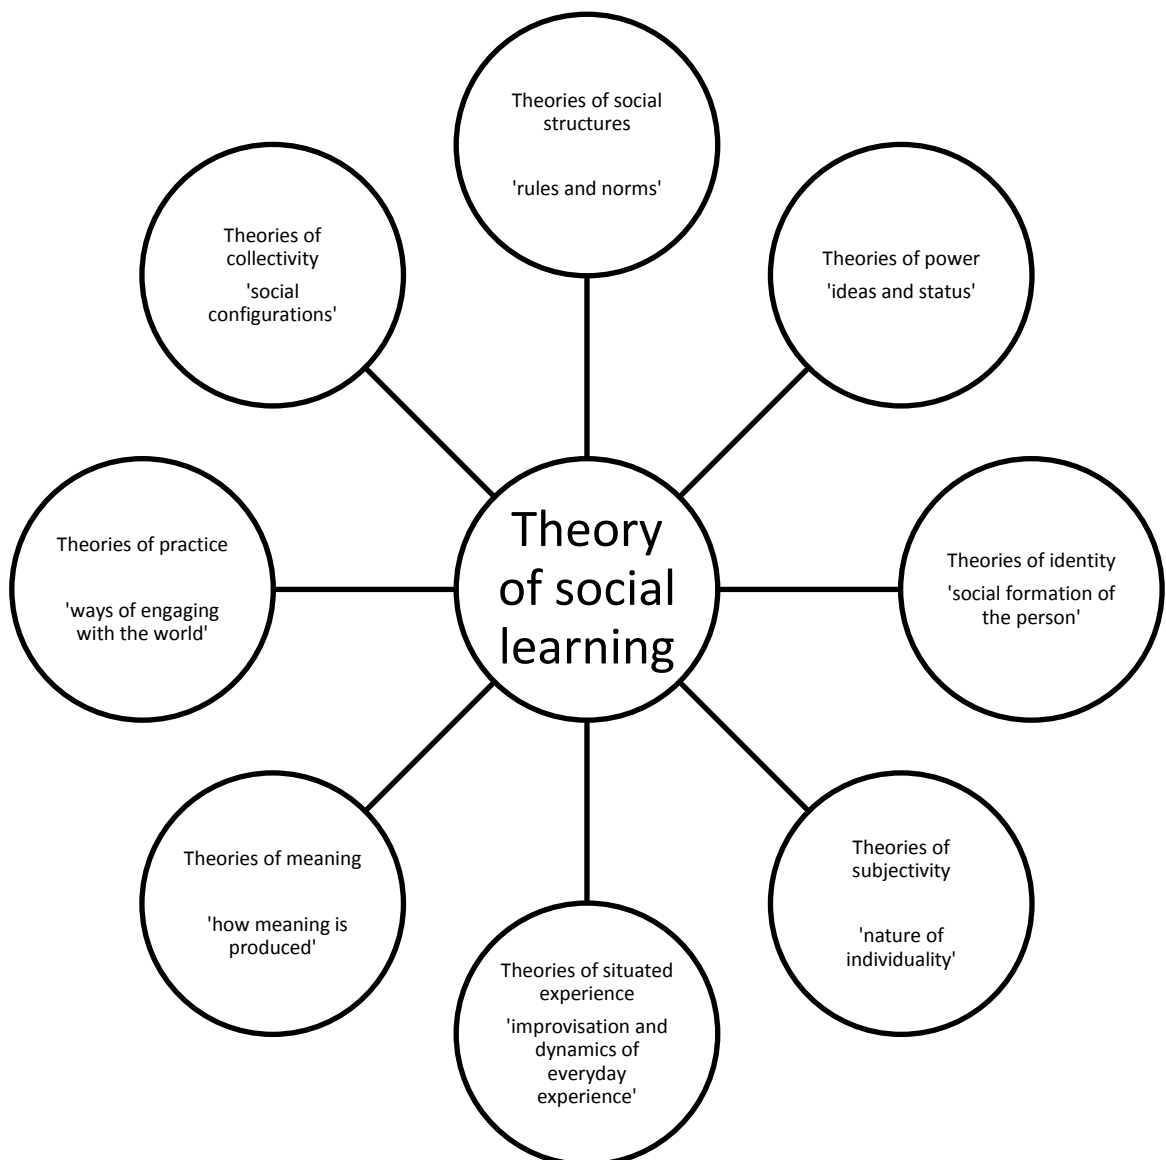 Theories of social
structures
'rules and norms'
Theories of power
'ideas and status'
Theories of identity
'social formation of
the person'
Theories of
subjectivity
'nature of
individuality'
Theories of situated
experience
'improvisation and
dynamics of
everyday
experience'
Theories of meaning
'how meaning is
produced'
Theories of practice
'ways of engaging
with the world'
Theories of
collectivity
'social
configurations'
Theory
of social
learning